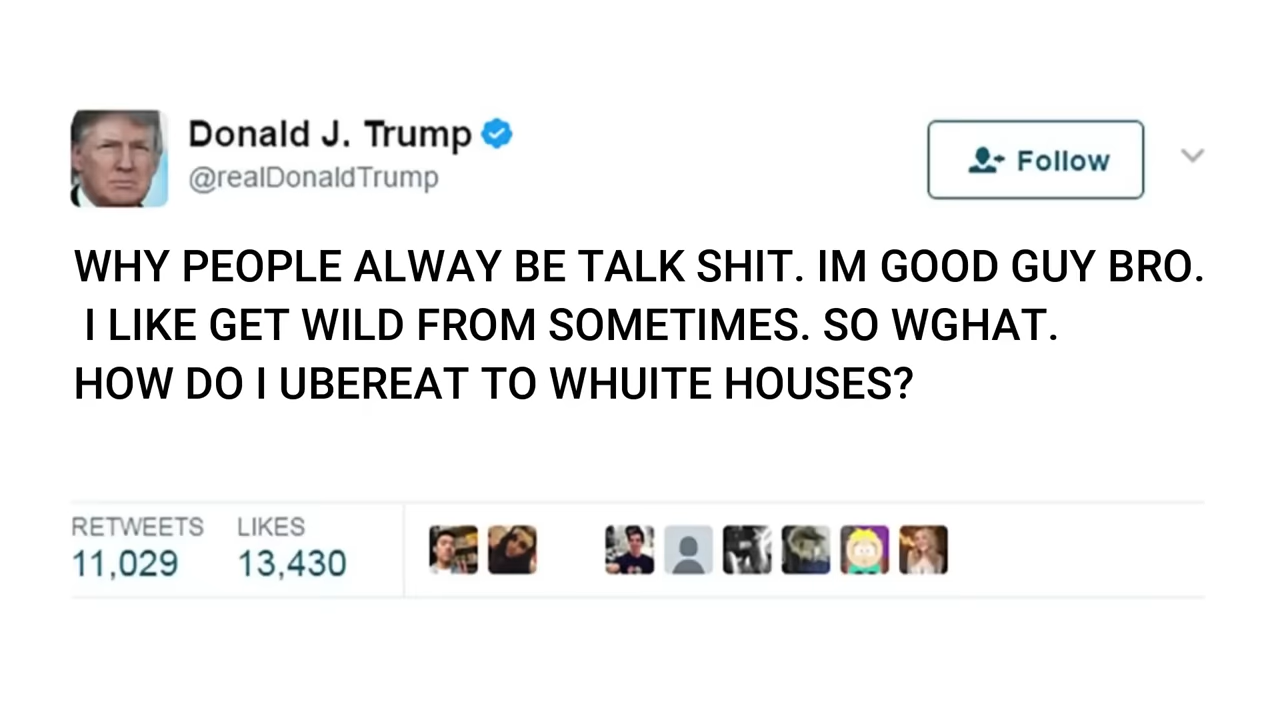 Donald J. Trump
@realDonaldTrump
Follow
WHY PEOPLE ALWAY BE TALK SHIT. IM GOOD GUY BRO.
I LIKE GET WILD FROM SOMETIMES. SO WGHAT.
HOW DO I UBEREAT TO WHUITE HOUSES?
RETWEETS LIKES
11,029 13,430